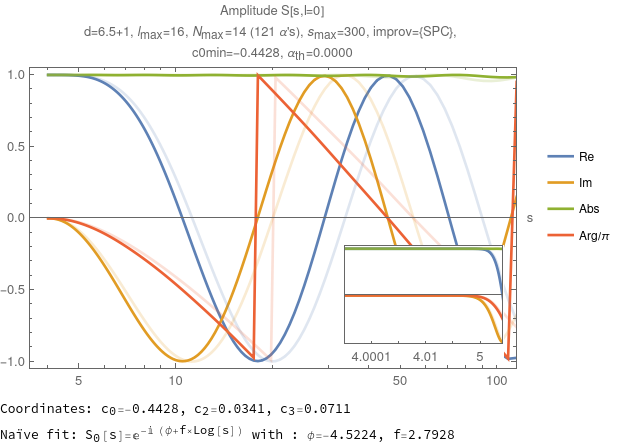 Amplitude S[s,l=0]
d=6.5+1, lmax=16, Nmax=14 (121 α's), smax=300, improv={SPC},
c0min=-0.4428, αth=0.0000
1.0
0.5
0.0
-0.5
-1.0
5
10
50
100
s
4.0001
4.01
5
Re
Im
Abs
Arg/π
Coordinates: c0=-0.4428, c2=0.0341, c3=0.0711
Naïve fit: S0[s]=e^-i (ϕ+f×Log[s]) with : ϕ=-4.5224, f=2.7928